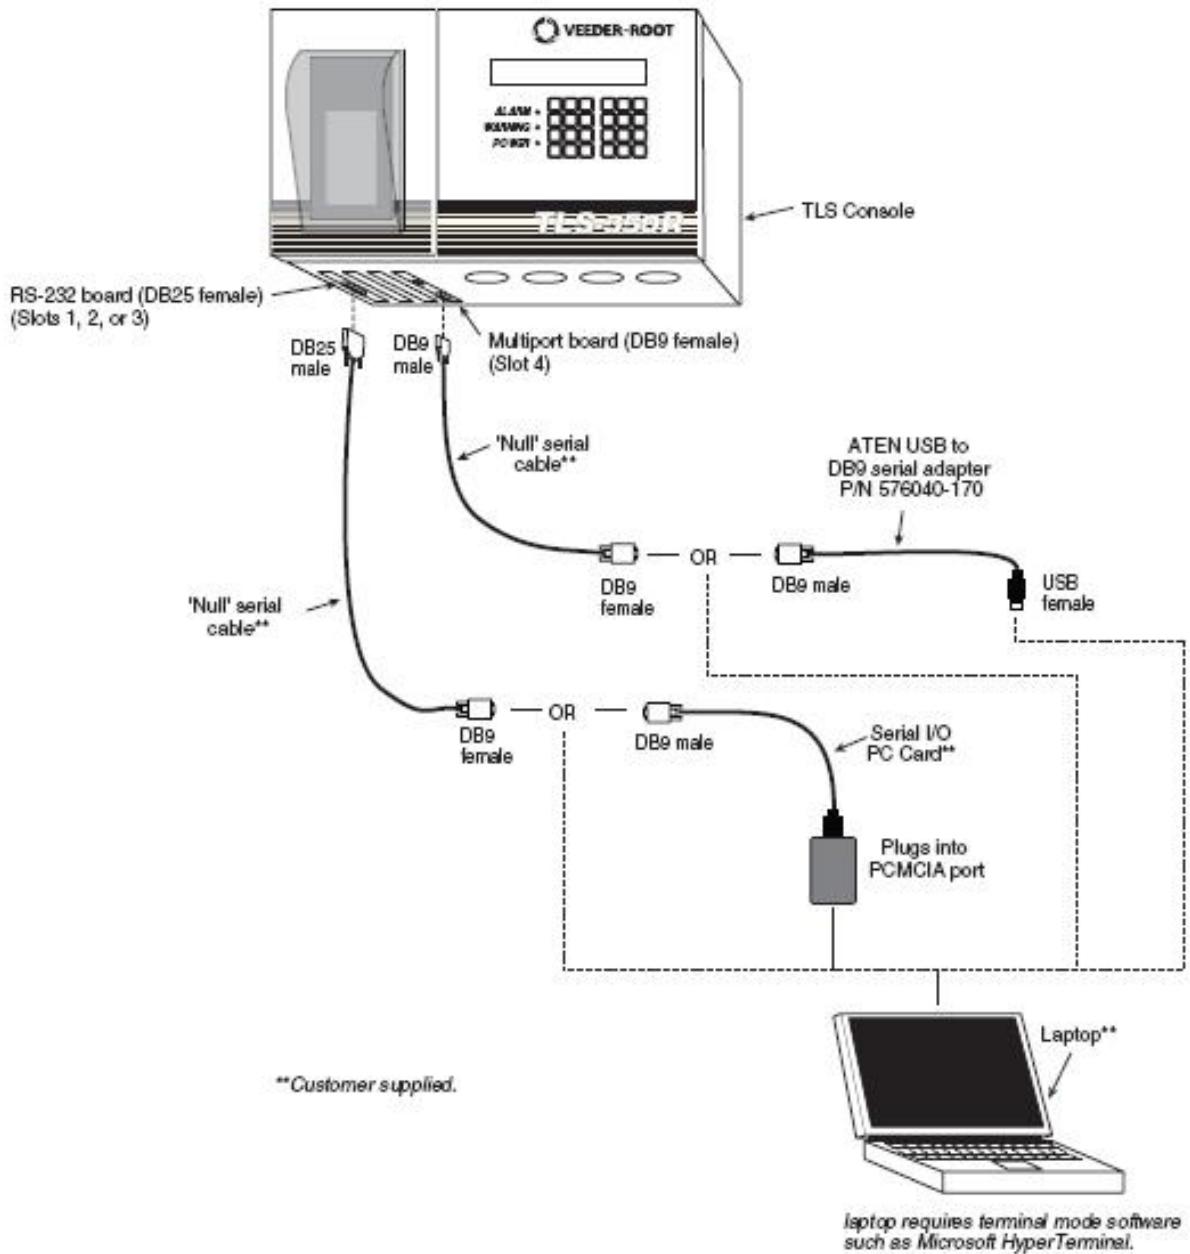 VEEDER-ROOT
ALARM
WARNING
POWER
TLS-350R
TLS Console
RS-232 board (DB25 female)
(Slots 1, 2, or 3)
DB25
male
DB9
male
Multiport board (DB9 female)
(Slot 4)
'Null' serial
cable**
ATEN USB to
DB9 serial adapter
P/N 576040-170
OR
DB9
female
DB9 male
USB
female
'Null' serial
cable**
OR
DB9
female
DB9 male
Serial I/O
PC Card**
Plugs into
PCMCIA port
Laptop**
**Customer supplied.
laptop requires terminal mode software
such as Microsoft HyperTerminal.